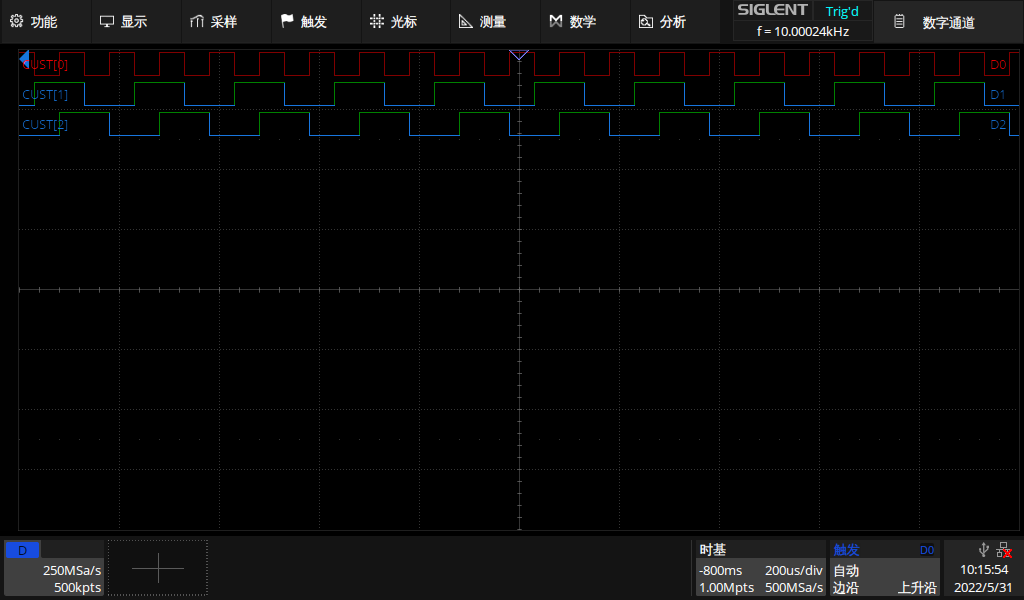 功能 显示 采样 触发 光标 测量 数学 分析 SIGLENT Trig'd 数字通道
f = 10.00024kHz
CUST[0] D0
CUST[1] D1
CUST[2] D2
D 时基 触发 D0
250MSa/s -800ms 200us/div 自动 10:15:54
500kpts 1.00Mpts 500MSa/s 边沿 上升沿 2022/5/31